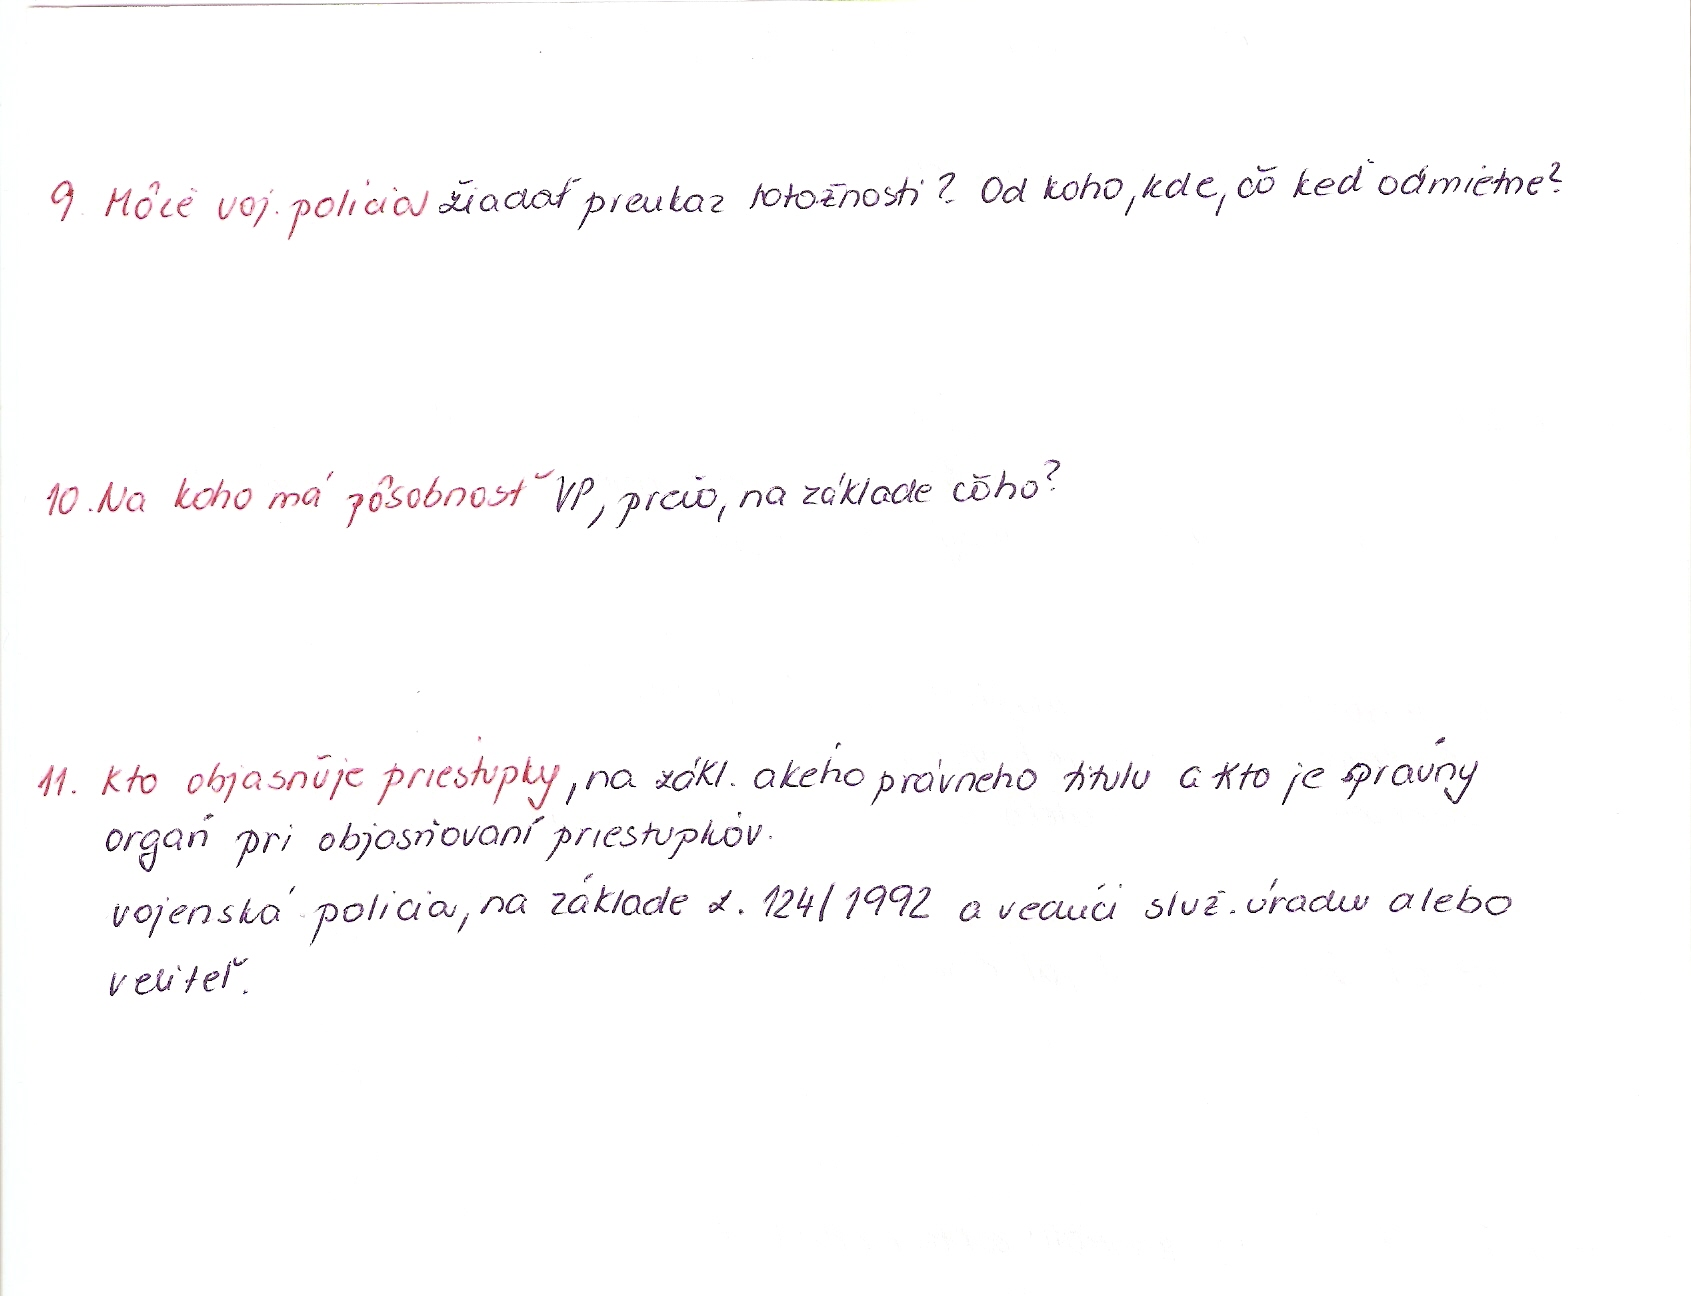 9. Môže voj. polícia žiadať preukaz totožnosti? Od koho, kde, čo keď odmietne?
10. Na koho má pôsobnosť VP, prečo, na základe čoho?
11. Kto objasňuje priestupky, na zákl. akého právneho titulu a kto je správny
orgán pri objasňovaní priestupkov.
vojenská polícia, na základe z. 124/1992 a vedúci služ. úradu alebo
veliteľ.